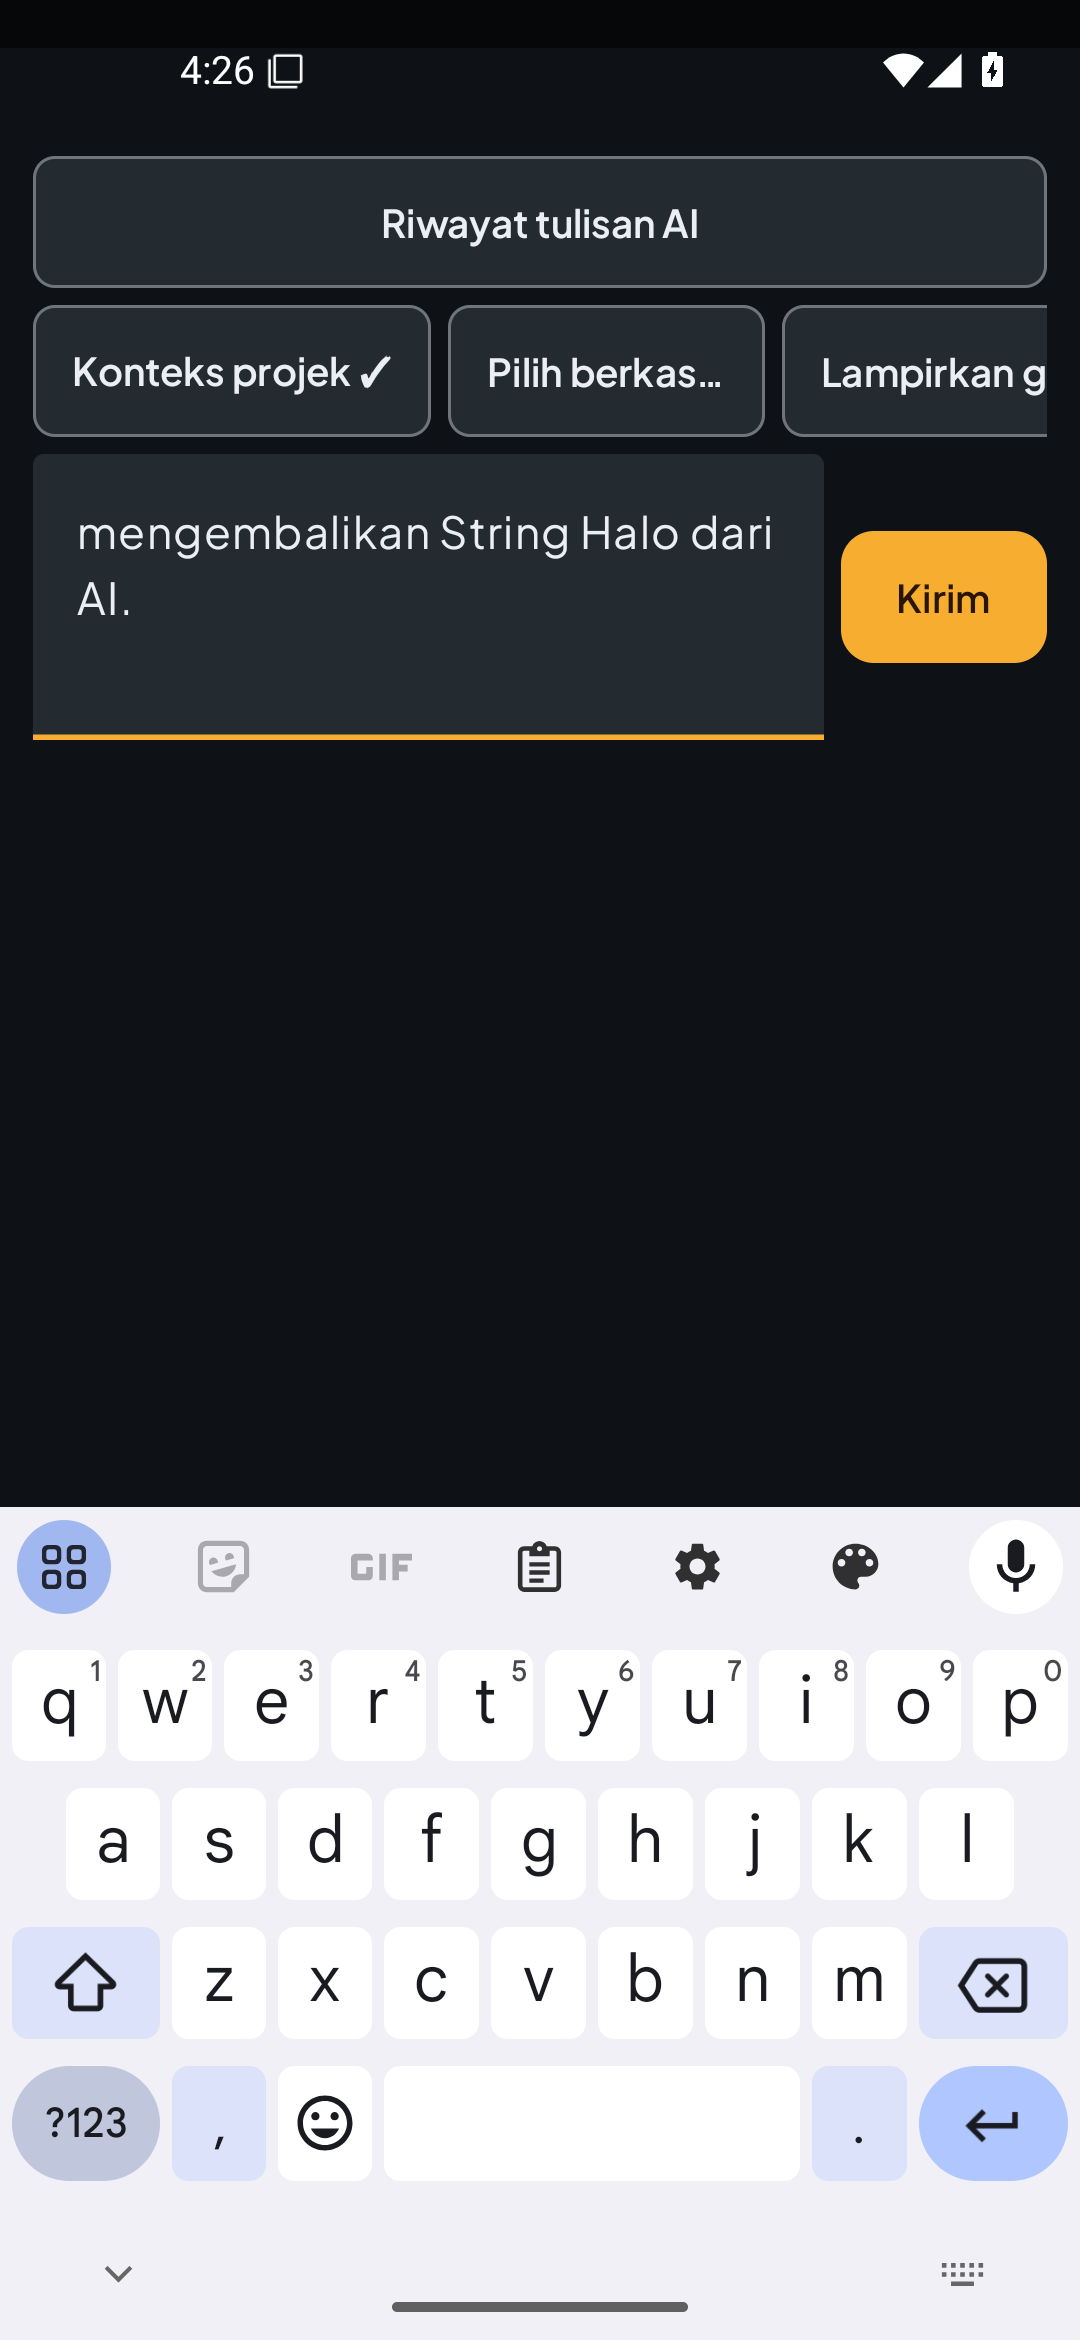 4:26
Riwayat tulisan AI
Konteks projek ✓
Pilih berkas...
Lampirkan g
mengembalikan String Halo dari
AI.
Kirim
GIF
q 1 w 2 e 3 r 4 t 5 y 6 u 7 i 8 o 9 p 0
a s d f g h j k l
z x c v b n m
?123 , .